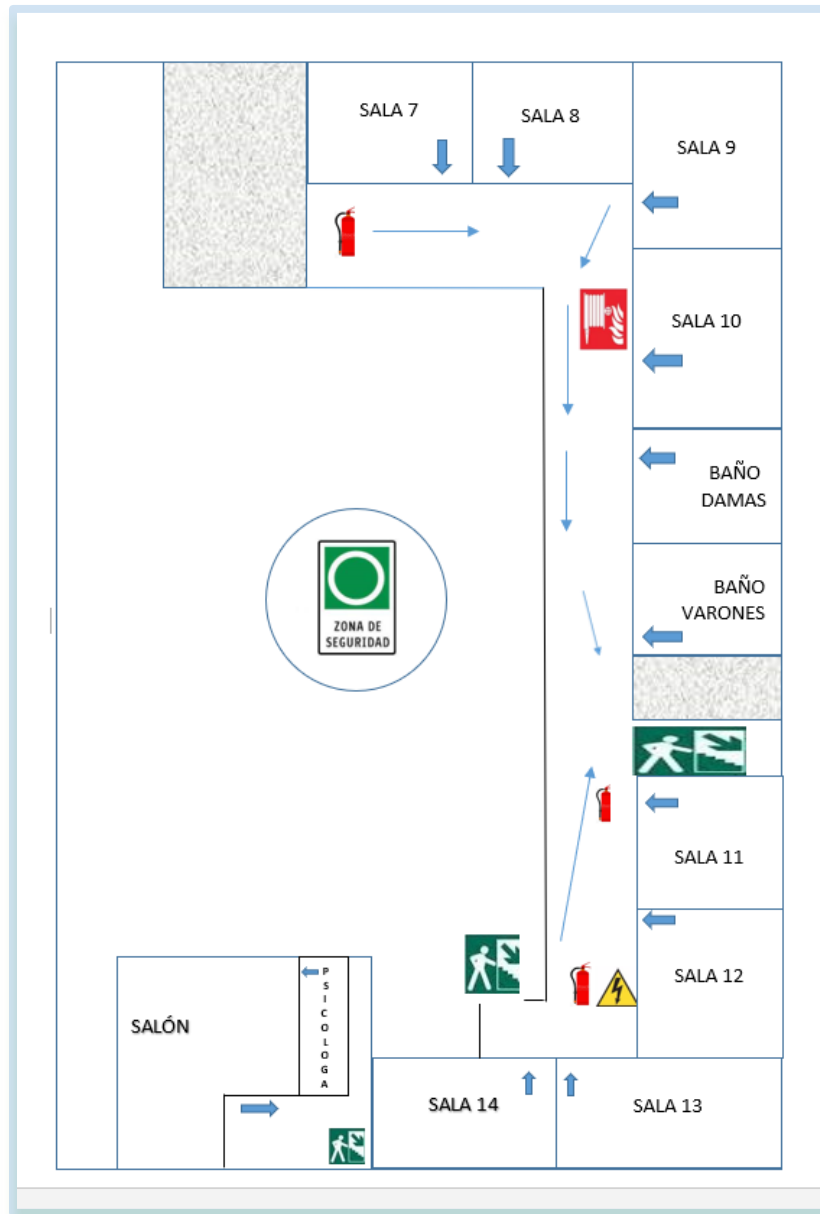 SALA 7
SALA 8
SALA 9
SALA 10
BAÑO
DAMAS
BAÑO
VARONES
ZONA DE
SEGURIDAD
SALA 11
SALA 12
PSICOLOGA
SALÓN
SALA 14
SALA 13